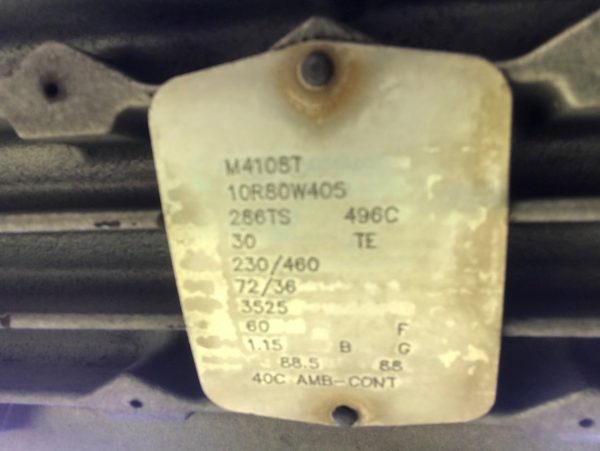 M4108T
10R80W405
286TS 496C
30 TE
230/460
72/36
3525
60 F
1.15 B G
88.5 88
40C AMB-CONT